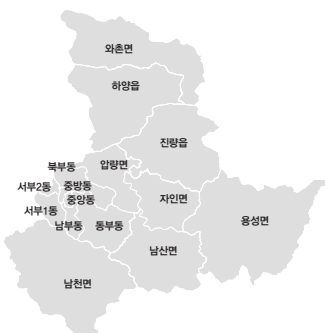 와촌면
하양읍
진량읍
압량면
북부동
서부2동
중방동
중앙동
자인면
서부1동
용성면
남부동
동부동
남산면
남천면